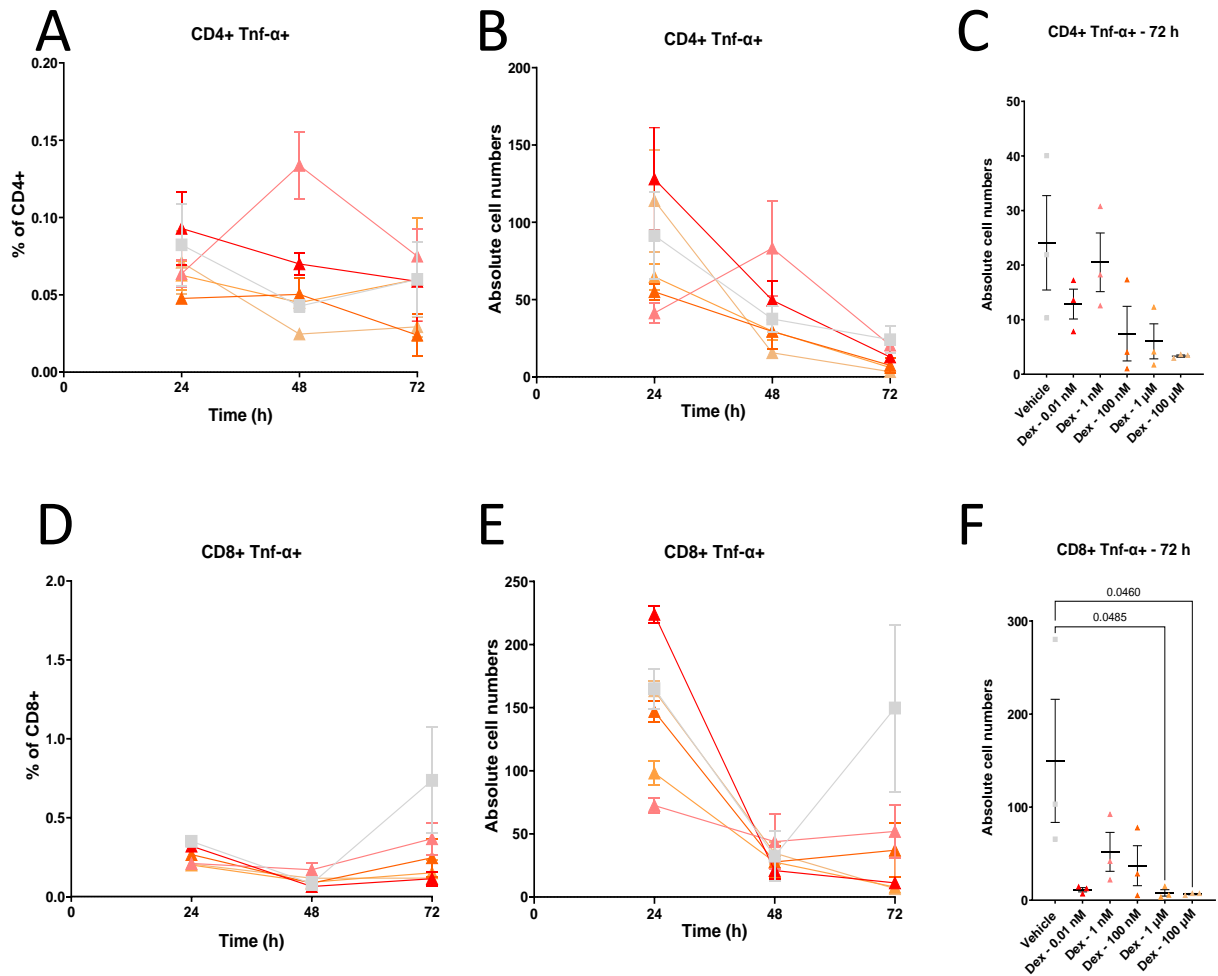 A
CD4+ Tnf-α+
% of CD4+
0.20
0.15
0.10
0.05
0.00
0
24
48
72
Time (h)
B
CD4+ Tnf-α+
Absolute cell numbers
200
150
100
50
0
0
24
48
72
Time (h)
C
CD4+ Tnf-α+ - 72 h
Absolute cell numbers
50
40
30
20
10
0
Vehicle
Dex - 0.01 nM
Dex - 1 nM
Dex - 100 nM
Dex - 1 µM
Dex - 100 µM
D
CD8+ Tnf-α+
% of CD8+
2.0
1.5
1.0
0.5
0.0
0
24
48
72
Time (h)
E
CD8+ Tnf-α+
Absolute cell numbers
250
200
150
100
50
0
0
24
48
72
Time (h)
F
CD8+ Tnf-α+ - 72 h
0.0460
0.0485
Absolute cell numbers
300
200
100
0
Vehicle
Dex - 0.01 nM
Dex - 1 nM
Dex - 100 nM
Dex - 1 µM
Dex - 100 µM